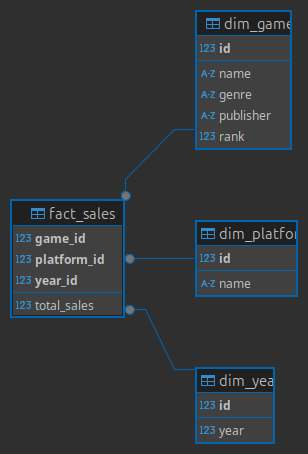 dim_game
123 id
A-Z name
A-Z genre
A-Z publisher
123 rank
fact_sales
123 game_id
123 platform_id
123 year_id
123 total_sales
dim_platfor
123 id
A-Z name
dim_yea
123 id
123 year